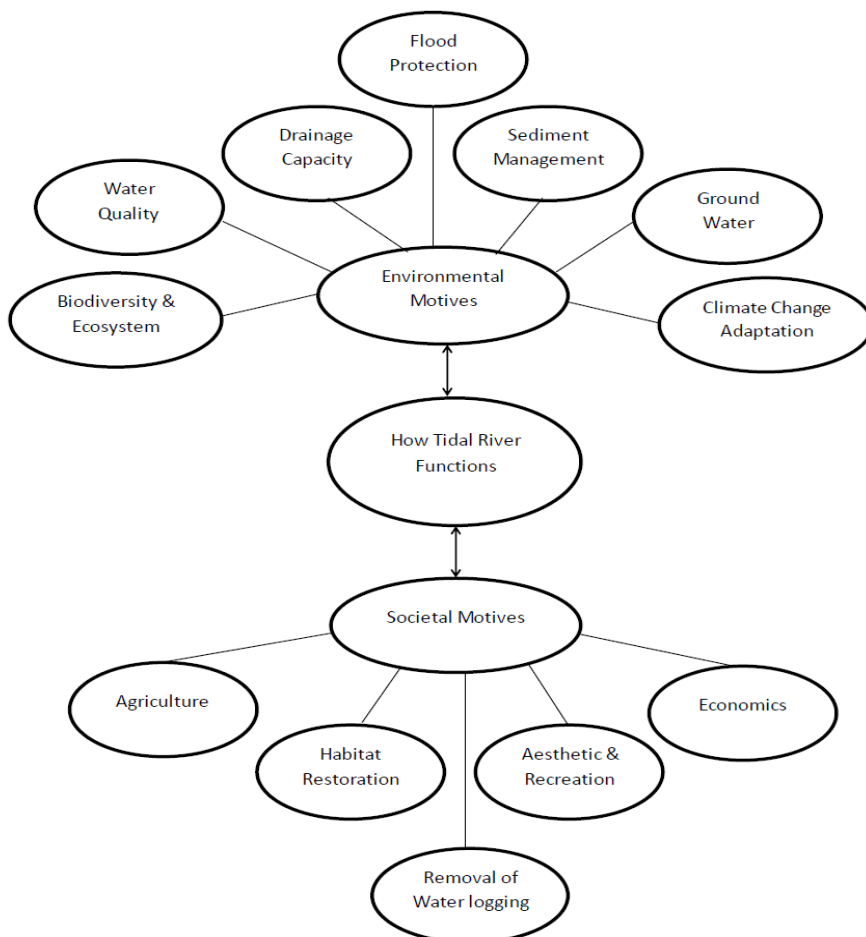 Flood
Protection
Drainage
Capacity
Sediment
Management
Water
Quality
Ground
Water
Environmental
Motives
Biodiversity &
Ecosystem
Climate Change
Adaptation
How Tidal River
Functions
Societal Motives
Agriculture
Economics
Habitat
Restoration
Aesthetic &
Recreation
Removal of
Water logging